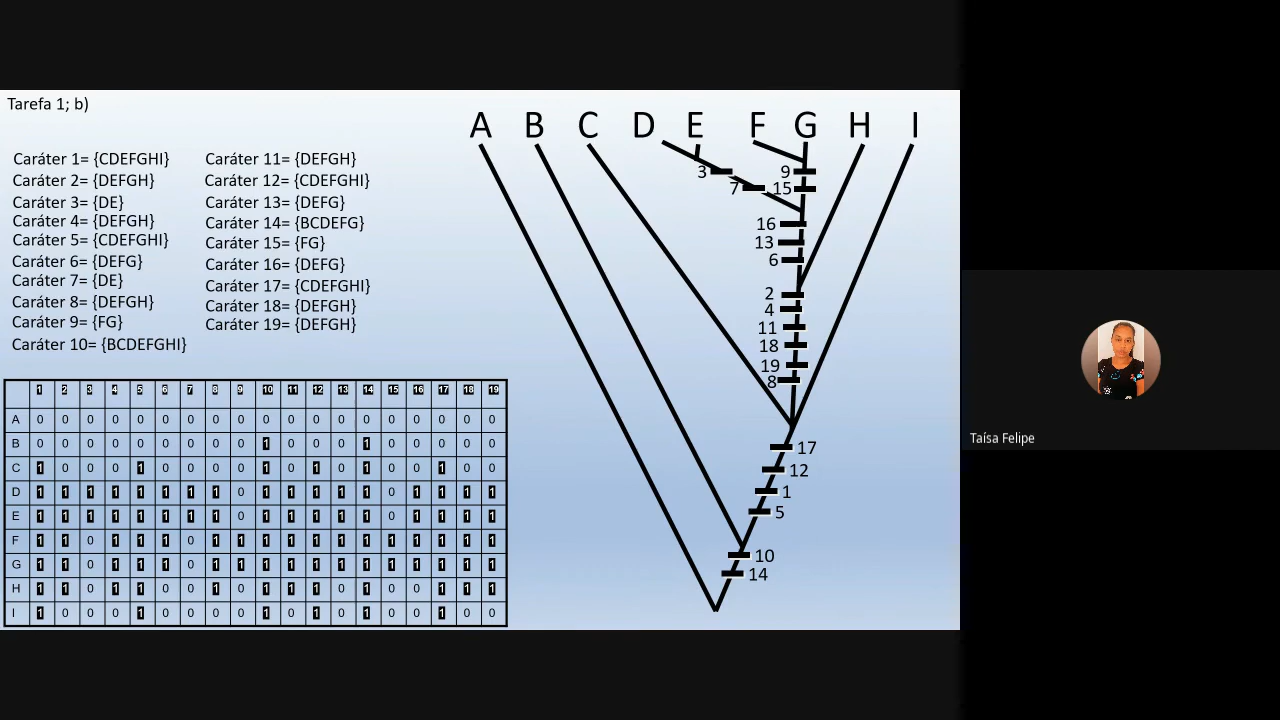 Tarefa 1; b)
Caráter 1= {CDEFGHI}
Caráter 2= {DEFGH}
Caráter 3= {DE}
Caráter 4= {DEFGH}
Caráter 5= {CDEFGHI}
Caráter 6= {DEFG}
Caráter 7= {DE}
Caráter 8= {DEFGH}
Caráter 9= {FG}
Caráter 10= {BCDEFGHI}
Caráter 11= {DEFGH}
Caráter 12= {CDEFGHI}
Caráter 13= {DEFG}
Caráter 14= {BCDEFG}
Caráter 15= {FG}
Caráter 16= {DEFG}
Caráter 17= {CDEFGHI}
Caráter 18= {DEFGH}
Caráter 19= {DEFGH}
1 2 3 4 5 6 7 8 9 10 11 12 13 14 15 16 17 18 19
A 0 0 0 0 0 0 0 0 0 0 0 0 0 0 0 0 0 0 0
B 0 0 0 0 0 0 0 0 0 1 0 0 0 1 0 0 0 0 0
C 1 0 0 0 1 0 0 0 0 1 0 1 0 1 0 0 1 0 0
D 1 1 1 1 1 1 1 1 0 1 1 1 1 1 0 1 1 1 1
E 1 1 1 1 1 1 1 1 0 1 1 1 1 1 0 1 1 1 1
F 1 1 0 1 1 1 0 1 1 1 1 1 1 1 1 1 1 1 1
G 1 1 0 1 1 1 0 1 1 1 1 1 1 1 1 1 1 1 1
H 1 1 0 1 1 0 0 1 0 1 1 1 0 1 0 0 1 1 1
I 1 0 0 0 1 0 0 0 0 1 0 1 0 1 0 0 1 0 0
A B C D E F G H I
3 9
7 15
16
13
6
2
4
11
18
19
8
17
12
1
5
10
14
Taísa Felipe